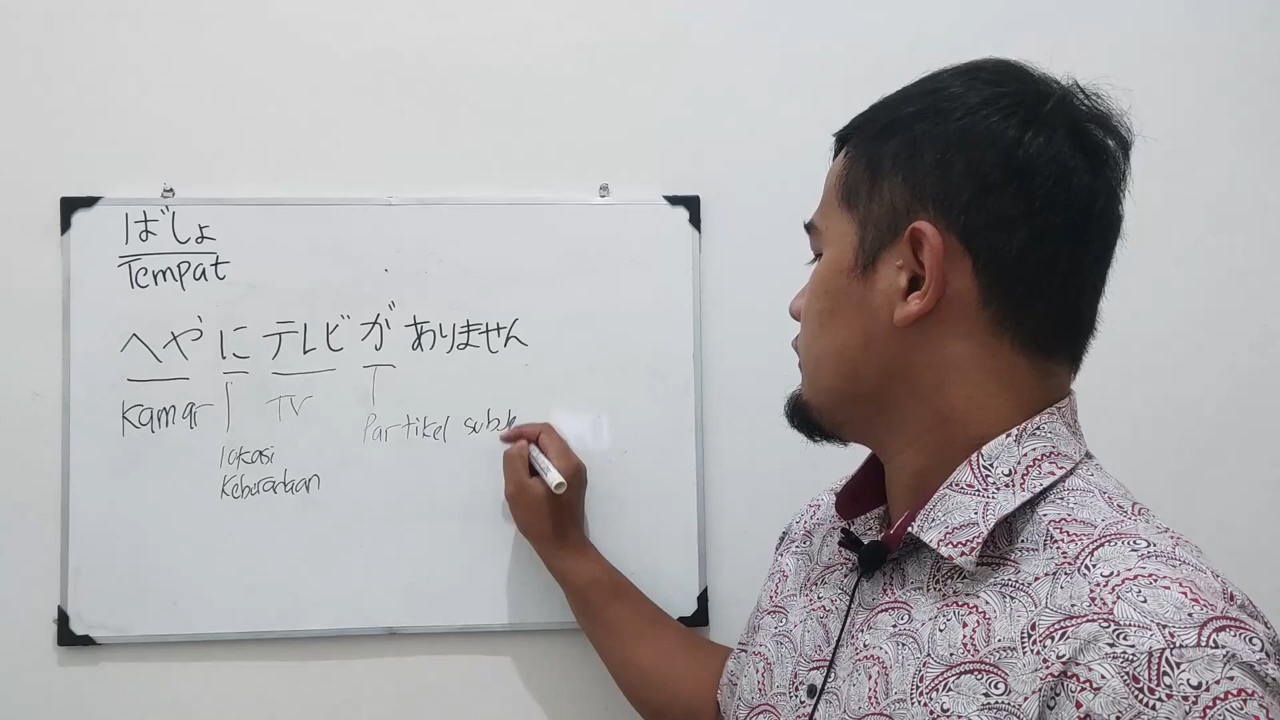 ばしょ
Tempat
へやにテレビがありません
Kamar TV
Partikel subje
lokasi
Keberadaan